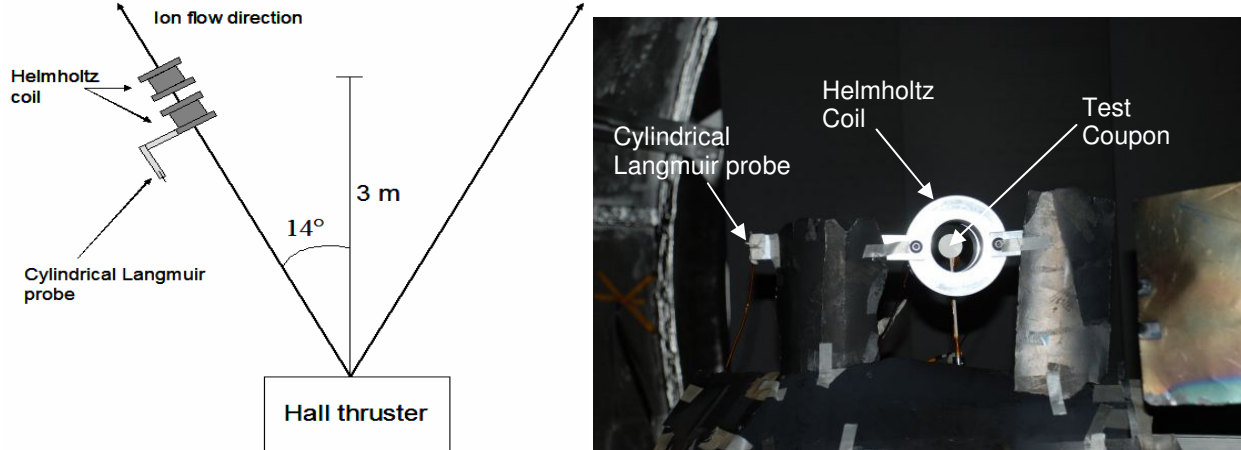 Ion flow direction
Helmholtz
coil
3 m
14°
Cylindrical Langmuir
probe
Hall thruster
Helmholtz
Coil
Test
Coupon
Cylindrical
Langmuir probe